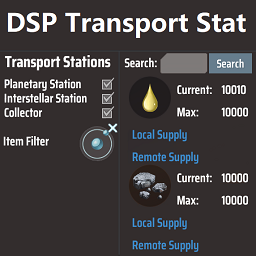 DSP Transport Stat
Transport Stations
Planetary Station
Interstellar Station
Collector
Item Filter
Search:
Search
Current: 10010
Max: 10000
Local Supply
Remote Supply
Current: 10000
Max: 10000
Local Supply
Remote Supply